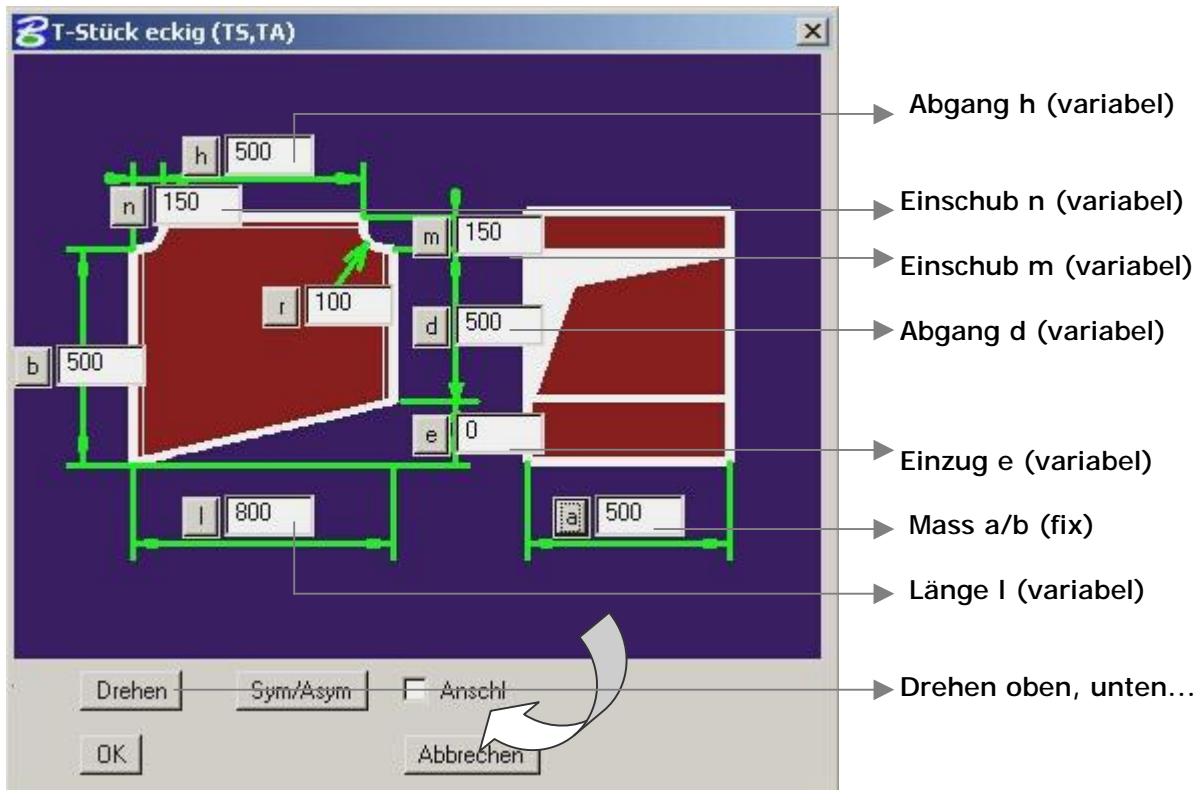 T-Stück eckig (TS,TA)
Abgang h (variabel)
h 500
n 150
Einschub n (variabel)
m 150
Einschub m (variabel)
r 100
d 500
Abgang d (variabel)
b 500
e 0
Einzug e (variabel)
l 800
a 500
Mass a/b (fix)
Länge l (variabel)
Drehen Sym/Asym Anschl
Drehen oben, unten...
OK Abbrechen